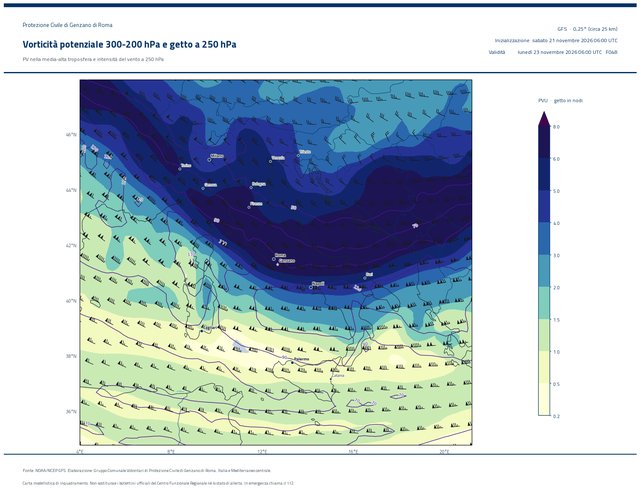 Protezione Civile di Genzano di Roma
GFS · 0,25° (circa 25 km)
Vorticità potenziale 300-200 hPa e getto a 250 hPa
Inizializzazione sabato 21 novembre 2026 06:00 UTC
PV nella media-alta troposfera e intensità del vento a 250 hPa
Validità lunedì 23 novembre 2026 06:00 UTC · F048
PVU · getto in nodi
8.0
6.0
5.0
4.0
3.0
2.0
1.5
1.0
0.5
0.2
46°N
44°N
42°N
40°N
38°N
36°N
4°E
8°E
12°E
16°E
20°E
Milano
Venezia
Trieste
Torino
Genova
Bologna
Firenze
Roma
Genzano
Napoli
Bari
Palermo
Catania
Fonte: NOAA/NCEP/GFS. Elaborazione: Gruppo Comunale Volontari di Protezione Civile di Genzano di Roma. Italia e Mediterraneo centrale.